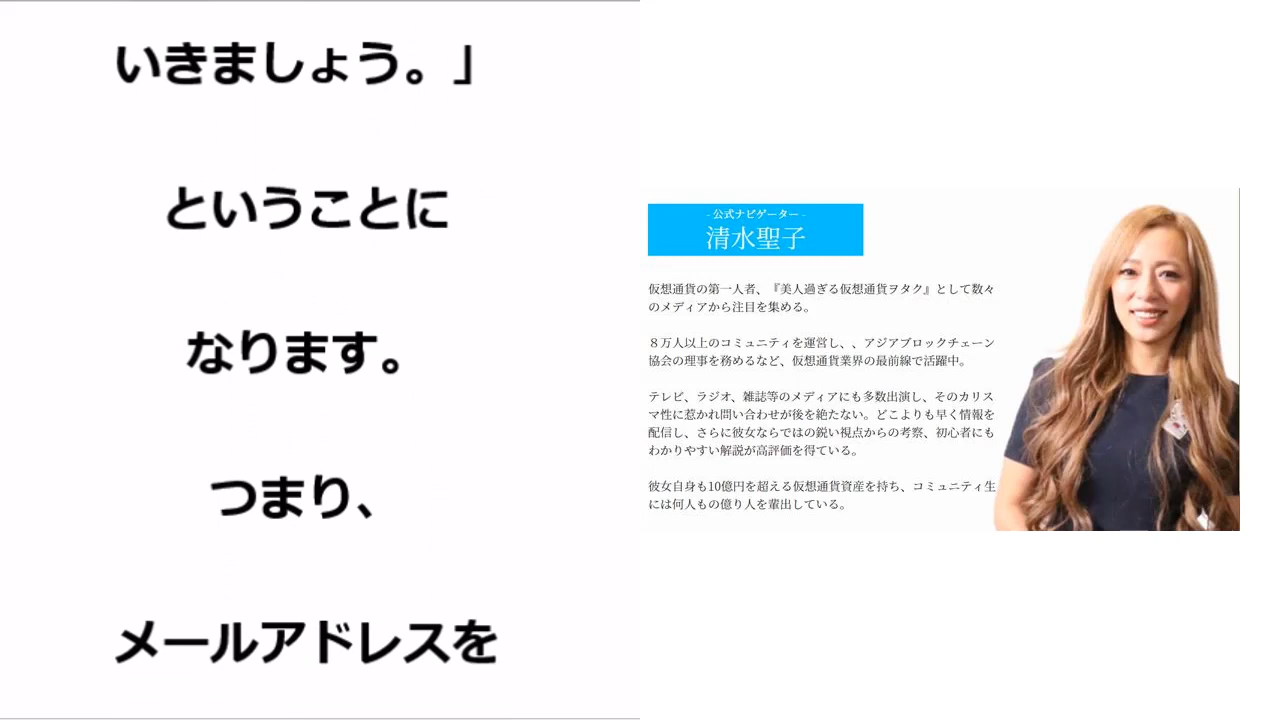 いきましょう。」
ということに
なります。
つまり、
メールアドレスを
- 公式ナビゲーター -
清水聖子
仮想通貨の第一人者、『美人過ぎる仮想通貨ヲタク』として数々
のメディアから注目を集める。
８万人以上のコミュニティを運営し、、アジアブロックチェーン
協会の理事を務めるなど、仮想通貨業界の最前線で活躍中。
テレビ、ラジオ、雑誌等のメディアにも多数出演し、そのカリス
マ性に惹かれ問い合わせが後を絶たない。どこよりも早く情報を
配信し、さらに彼女ならではの鋭い視点からの考察、初心者にも
わかりやすい解説が高評価を得ている。
彼女自身も10億円を超える仮想通貨資産を持ち、コミュニティ生
には何人もの億り人を輩出している。